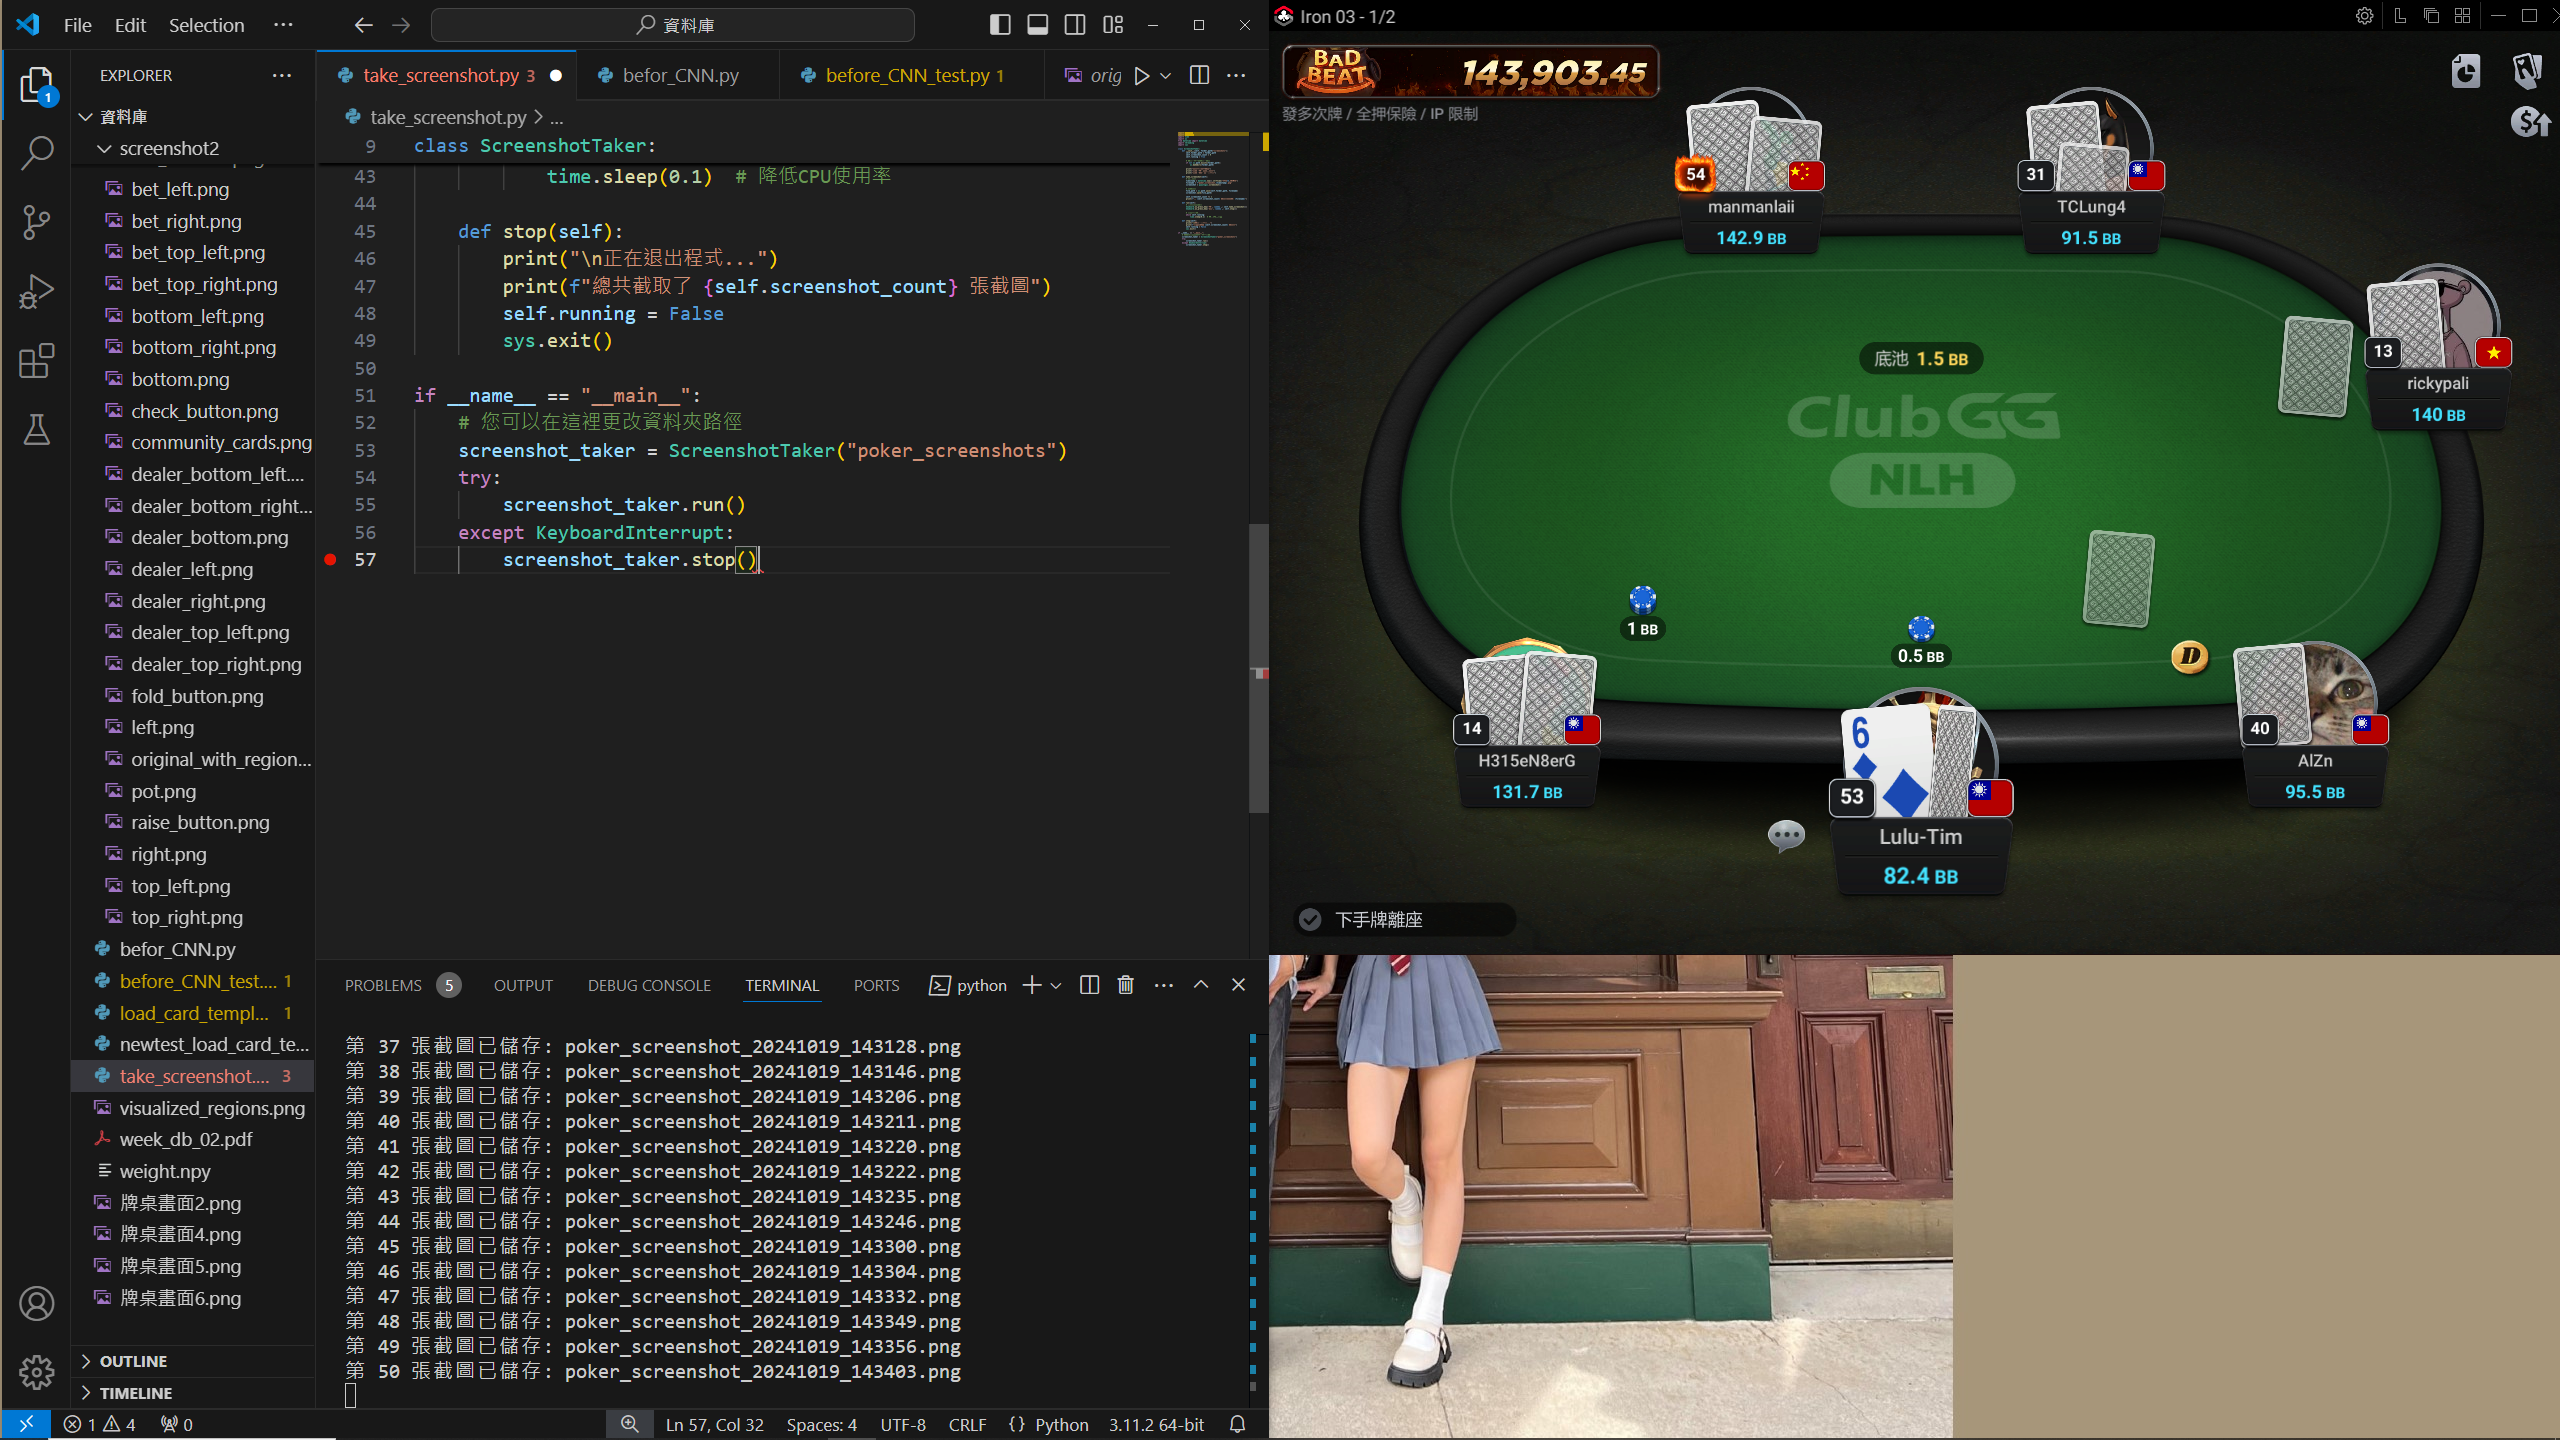 File Edit Selection ···
資料庫
EXPLORER
資料庫
screenshot2
bet_left.png
bet_right.png
bet_top_left.png
bet_top_right.png
bottom_left.png
bottom_right.png
bottom.png
check_button.png
community_cards.png
dealer_bottom_left....
dealer_bottom_right...
dealer_bottom.png
dealer_left.png
dealer_right.png
dealer_top_left.png
dealer_top_right.png
fold_button.png
left.png
original_with_region...
pot.png
raise_button.png
right.png
top_left.png
top_right.png
befor_CNN.py
before_CNN_test.... 1
load_card_templ... 1
newtest_load_card_te...
take_screenshot.... 3
visualized_regions.png
week_db_02.pdf
weight.npy
牌桌畫面2.png
牌桌畫面4.png
牌桌畫面5.png
牌桌畫面6.png
OUTLINE
TIMELINE
1
take_screenshot.py 3
befor_CNN.py
before_CNN_test.py 1
orig
take_screenshot.py > ...
9 class ScreenshotTaker:
43 time.sleep(0.1) # 降低CPU使用率
44
45 def stop(self):
46 print("\n正在退出程式...")
47 print(f"總共截取了 {self.screenshot_count} 張截圖")
48 self.running = False
49 sys.exit()
50
51 if __name__ == "__main__":
52 # 您可以在這裡更改資料夾路徑
53 screenshot_taker = ScreenshotTaker("poker_screenshots")
54 try:
55 screenshot_taker.run()
56 except KeyboardInterrupt:
57 screenshot_taker.stop()
PROBLEMS 5 OUTPUT DEBUG CONSOLE TERMINAL PORTS python
第 37 張截圖已儲存: poker_screenshot_20241019_143128.png
第 38 張截圖已儲存: poker_screenshot_20241019_143146.png
第 39 張截圖已儲存: poker_screenshot_20241019_143206.png
第 40 張截圖已儲存: poker_screenshot_20241019_143211.png
第 41 張截圖已儲存: poker_screenshot_20241019_143220.png
第 42 張截圖已儲存: poker_screenshot_20241019_143222.png
第 43 張截圖已儲存: poker_screenshot_20241019_143235.png
第 44 張截圖已儲存: poker_screenshot_20241019_143246.png
第 45 張截圖已儲存: poker_screenshot_20241019_143300.png
第 46 張截圖已儲存: poker_screenshot_20241019_143304.png
第 47 張截圖已儲存: poker_screenshot_20241019_143332.png
第 48 張截圖已儲存: poker_screenshot_20241019_143349.png
第 49 張截圖已儲存: poker_screenshot_20241019_143356.png
第 50 張截圖已儲存: poker_screenshot_20241019_143403.png
1 4 0 Ln 57, Col 32 Spaces: 4 UTF-8 CRLF {} Python 3.11.2 64-bit
Iron 03 - 1/2
BAD BEAT 143,903.45
發多次牌 / 全押保險 / IP 限制
54
manmanlaii
142.9 BB
31
TCLung4
91.5 BB
13
rickypali
140 BB
底池 1.5 BB
ClubGG
NLH
1 BB
0.5 BB
D
14
H315eN8erG
131.7 BB
6
53
Lulu-Tim
82.4 BB
40
AlZn
95.5 BB
下手牌離座